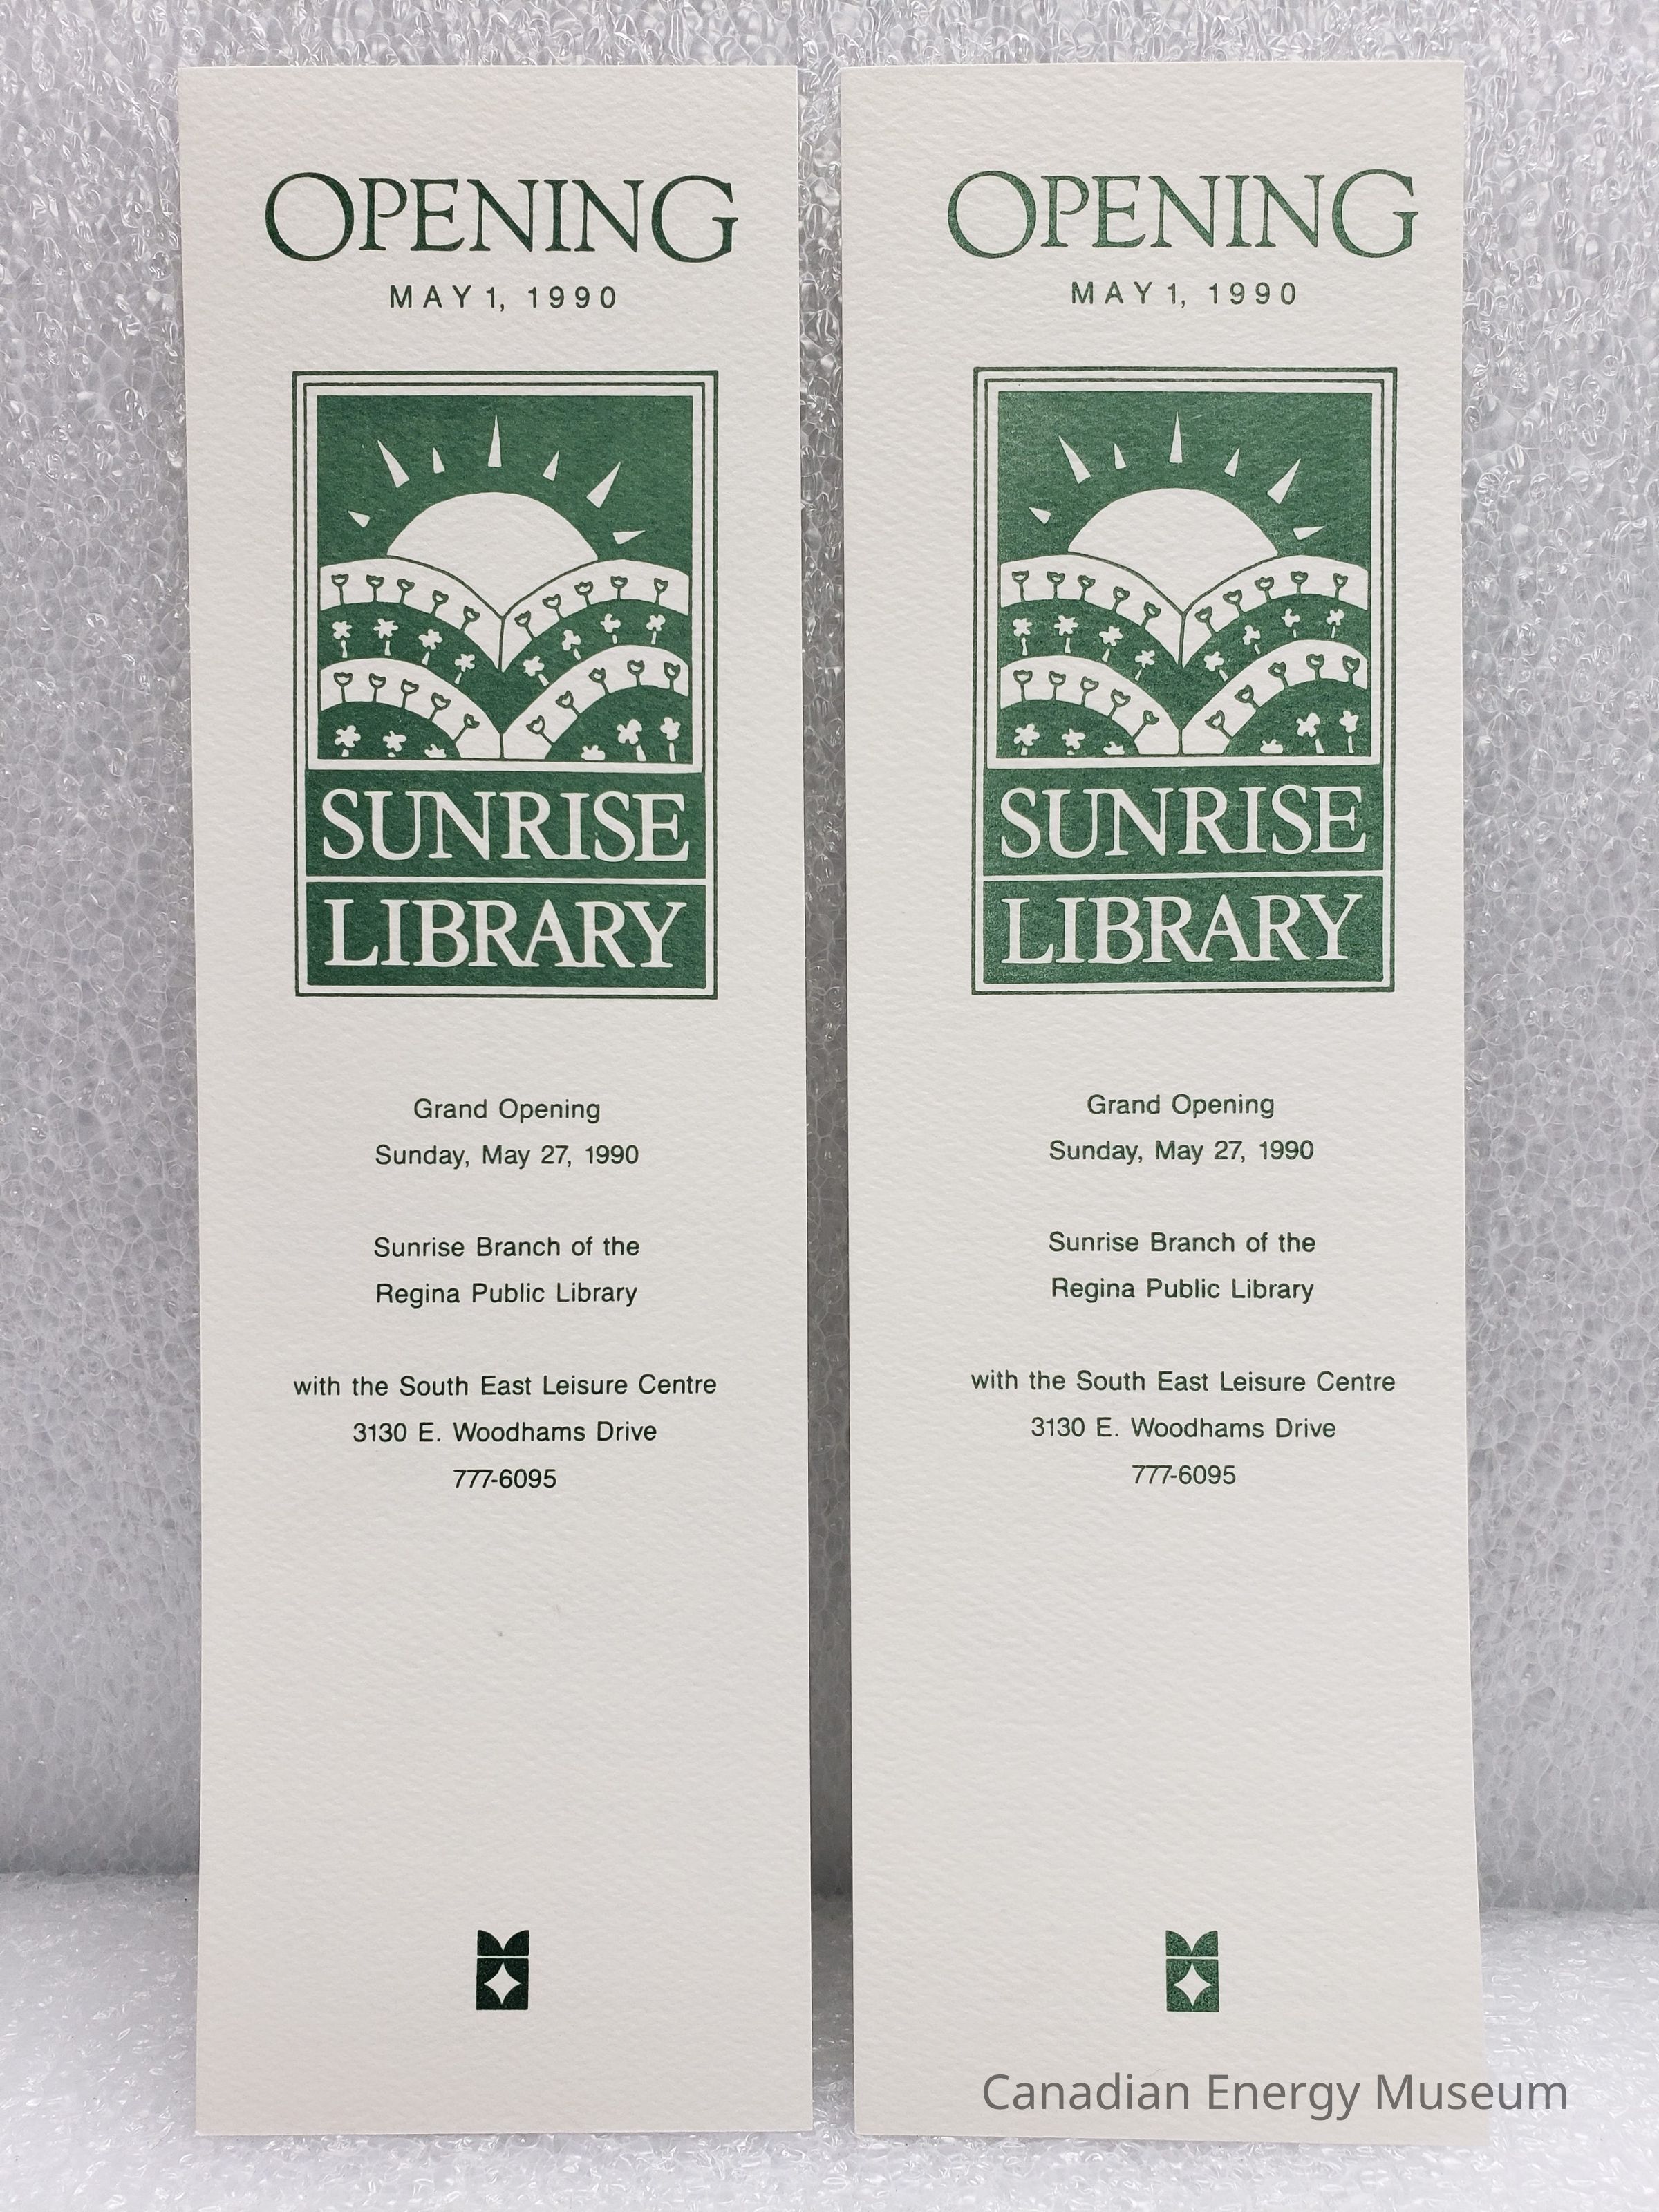 OPENING
MAY 1, 1990
SUNRISE
LIBRARY
Grand Opening
Sunday, May 27, 1990
Sunrise Branch of the
Regina Public Library
with the South East Leisure Centre
3130 E. Woodhams Drive
777-6095
OPENING
MAY 1, 1990
SUNRISE
LIBRARY
Grand Opening
Sunday, May 27, 1990
Sunrise Branch of the
Regina Public Library
with the South East Leisure Centre
3130 E. Woodhams Drive
777-6095
Canadian Energy Museum